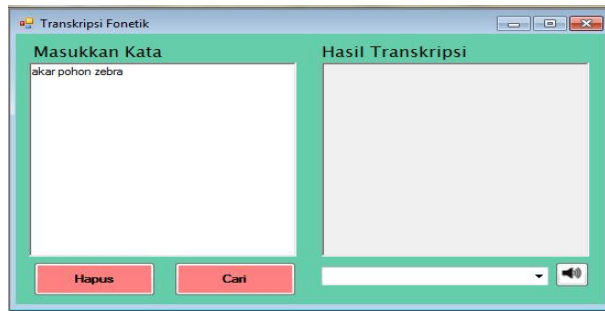 Transkripsi Fonetik
Masukkan Kata
Hasil Transkripsi
akar pohon zebra
Hapus
Cari